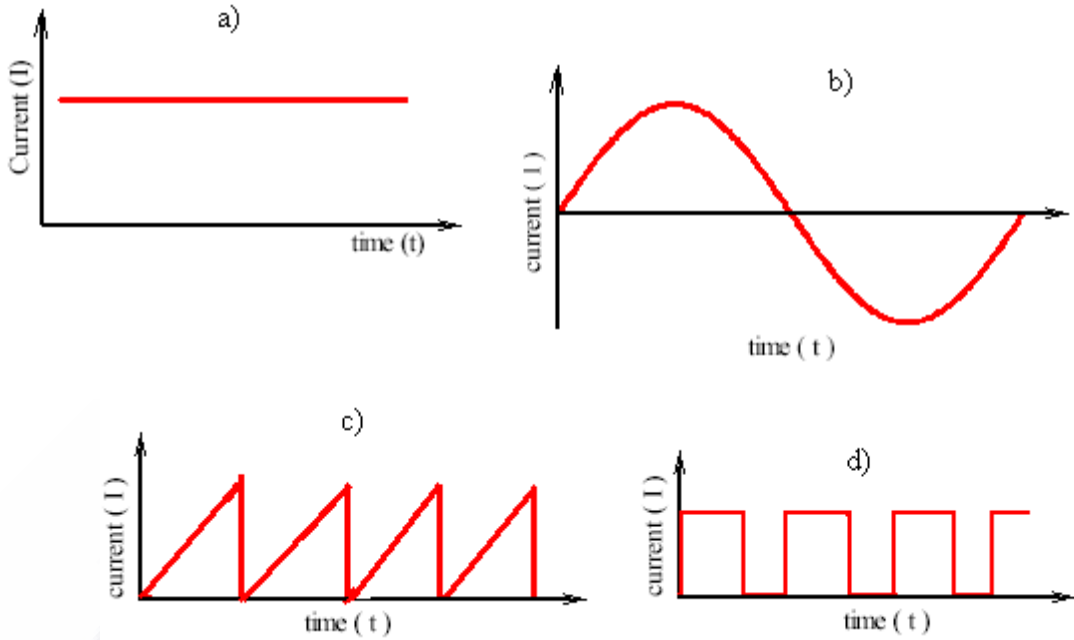 a)
Current (I)
time (t)
b)
current ( I )
time ( t )
c)
current ( I )
time ( t )
d)
current ( I )
time ( t )